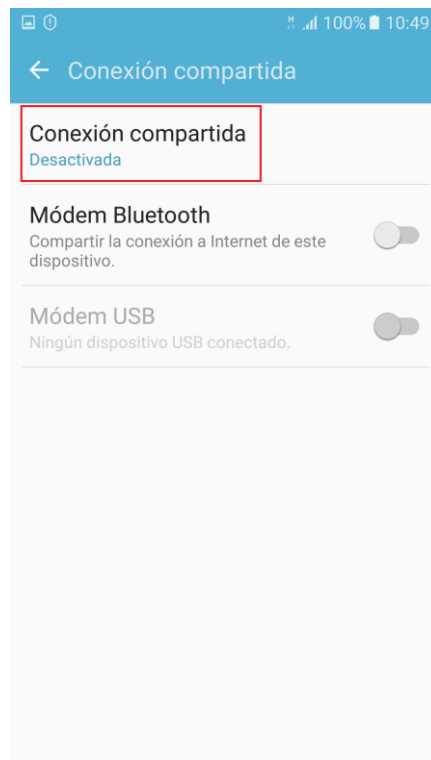 100% 10:49
Conexión compartida
Conexión compartida
Desactivada
Módem Bluetooth
Compartir la conexión a Internet de este
dispositivo.
Módem USB
Ningún dispositivo USB conectado.